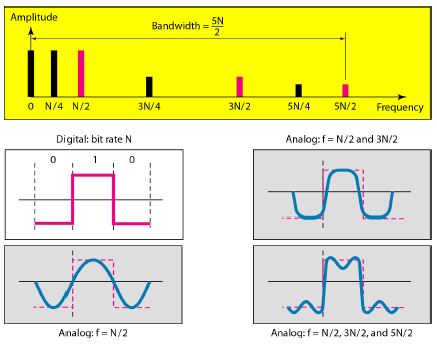 Amplitude
Bandwidth = 5N/2
0 N/4 N/2 3N/4 3N/2 5N/4 5N/2 Frequency
Digital: bit rate N
0 1 0
Analog: f = N/2 and 3N/2
Analog: f = N/2
Analog: f = N/2, 3N/2, and 5N/2